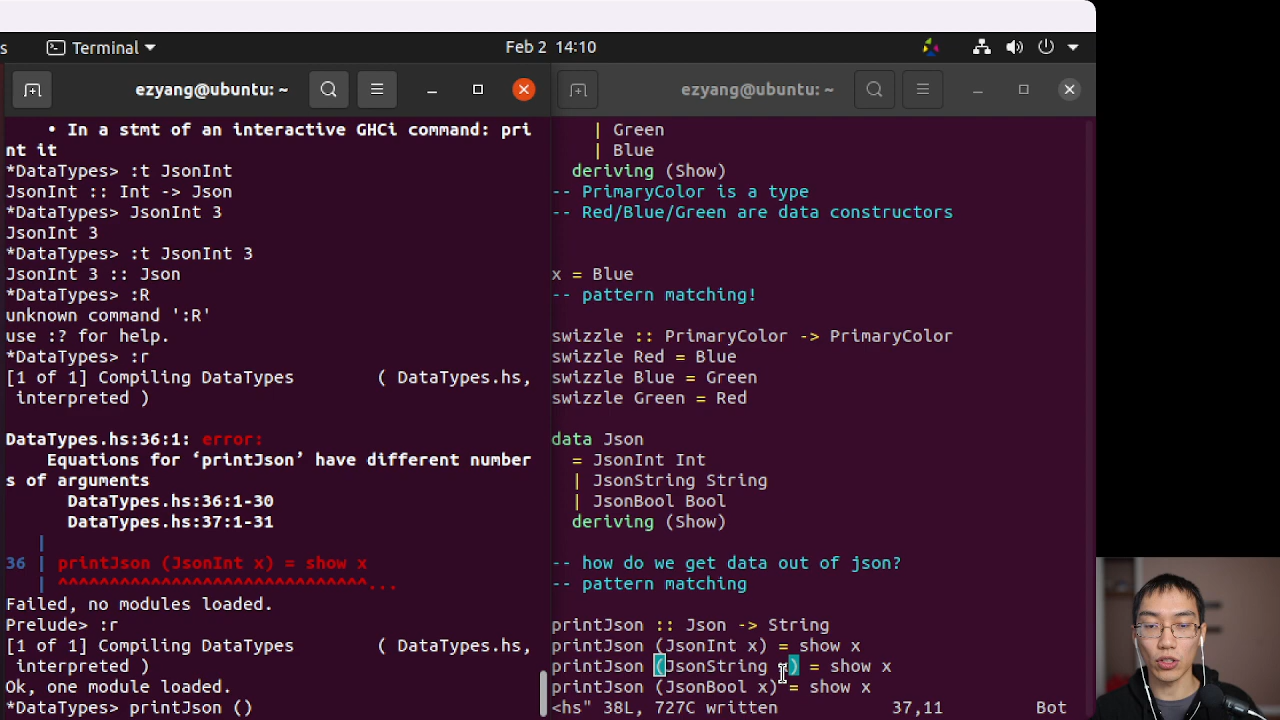 s Terminal Feb 2 14:10
ezyang@ubuntu: ~
• In a stmt of an interactive GHCi command: pri
nt it
*DataTypes> :t JsonInt
JsonInt :: Int -> Json
*DataTypes> JsonInt 3
JsonInt 3
*DataTypes> :t JsonInt 3
JsonInt 3 :: Json
*DataTypes> :R
unknown command ':R'
use :? for help.
*DataTypes> :r
[1 of 1] Compiling DataTypes ( DataTypes.hs,
interpreted )
DataTypes.hs:36:1: error:
Equations for ‘printJson’ have different number
s of arguments
DataTypes.hs:36:1-30
DataTypes.hs:37:1-31
|
36 | printJson (JsonInt x) = show x
| ^^^^^^^^^^^^^^^^^^^^^^^^^^^^^^...
Failed, no modules loaded.
Prelude> :r
[1 of 1] Compiling DataTypes ( DataTypes.hs,
interpreted )
Ok, one module loaded.
*DataTypes> printJson ()
ezyang@ubuntu: ~
| Green
| Blue
deriving (Show)
-- PrimaryColor is a type
-- Red/Blue/Green are data constructors
x = Blue
-- pattern matching!
swizzle :: PrimaryColor -> PrimaryColor
swizzle Red = Blue
swizzle Blue = Green
swizzle Green = Red
data Json
= JsonInt Int
| JsonString String
| JsonBool Bool
deriving (Show)
-- how do we get data out of json?
-- pattern matching
printJson :: Json -> String
printJson (JsonInt x) = show x
printJson (JsonString x) = show x
printJson (JsonBool x) = show x
<hs" 38L, 727C written 37,11 Bot